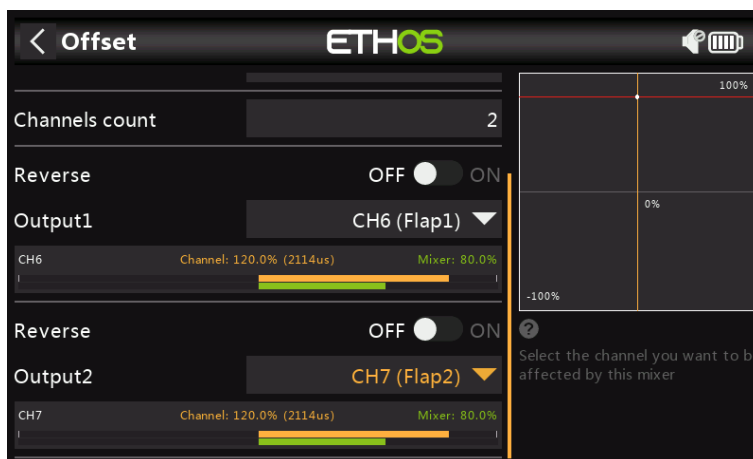 Offset
ETHOS
Channels count
2
Reverse
OFF ON
Output1
CH6 (Flap1)
CH6 Channel: 120.0% (2114us) Mixer: 80.0%
Reverse
OFF ON
Output2
CH7 (Flap2)
CH7 Channel: 120.0% (2114us) Mixer: 80.0%
100%
0%
-100%
?
Select the channel you want to b
affected by this mixer